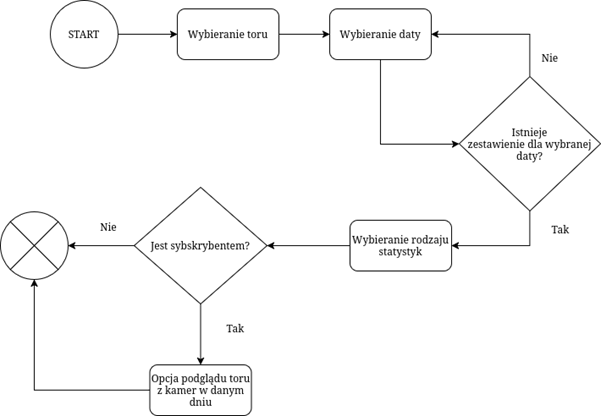 START
Wybieranie toru
Wybieranie daty
Nie
Istnieje
zestawienie dla wybranej
daty?
Tak
Wybieranie rodzaju
statystyk
Jest sybskrybentem?
Nie
Tak
Opcja podglądu toru
z kamer w danym
dniu